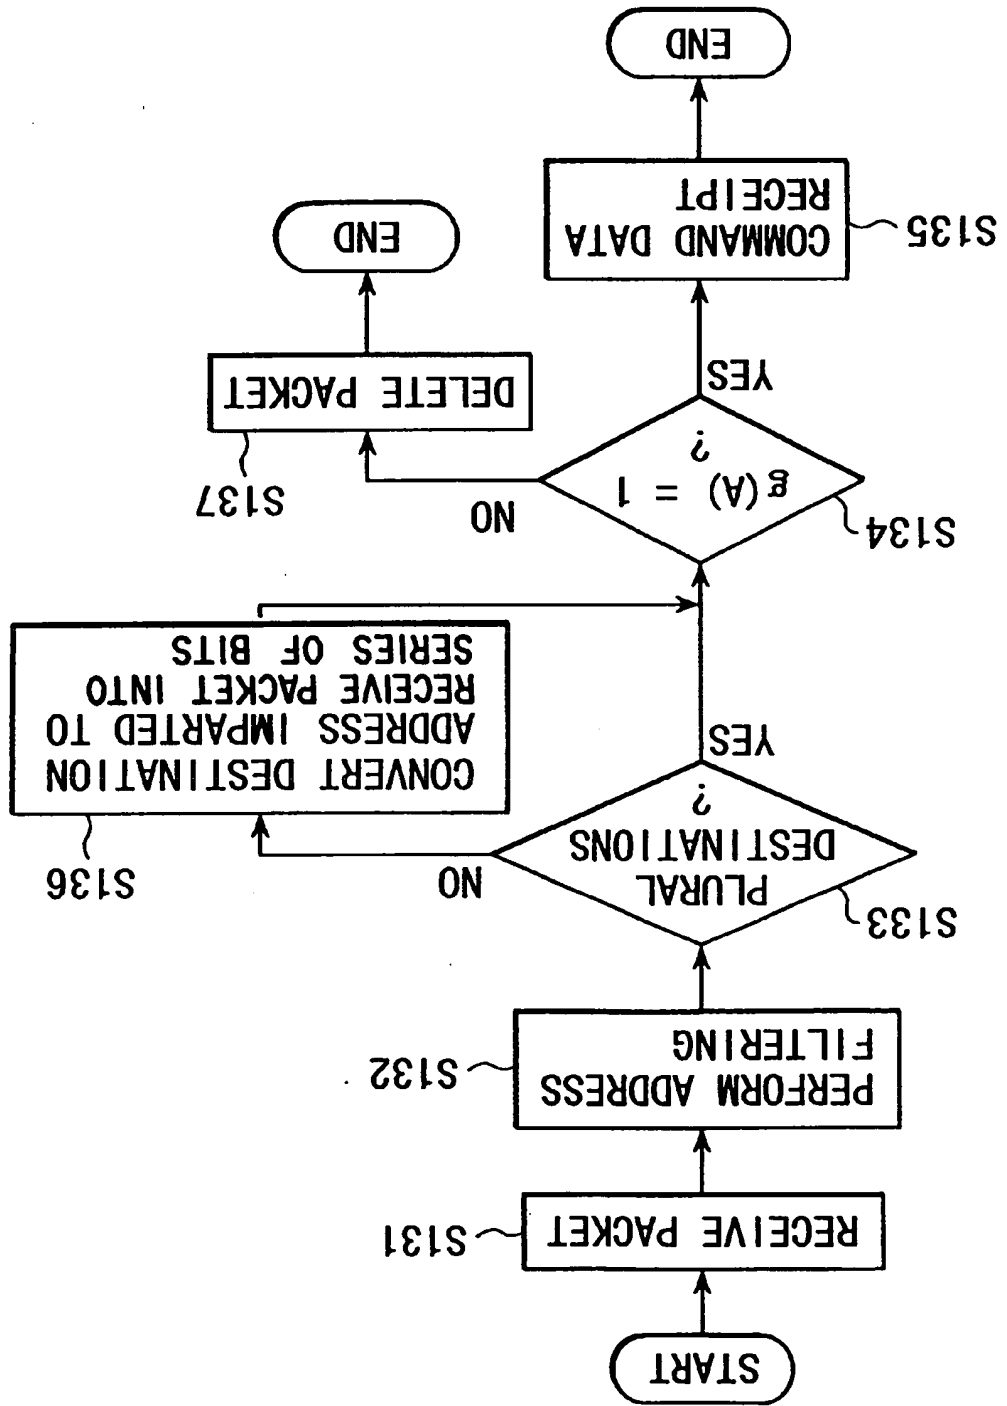 START
RECEIVE PACKET
S131
PERFORM ADDRESS
FILTERING
S132
PLURAL
DESTINATIONS
?
S133
NO
YES
S136
CONVERT DESTINATION
ADDRESS IMPARTED TO
RECEIVE PACKET INTO
SERIES OF BITS
g(A) = 1
?
S134
NO
YES
S137
DELETE PACKET
END
COMMAND DATA
RECEIPT
S135
END